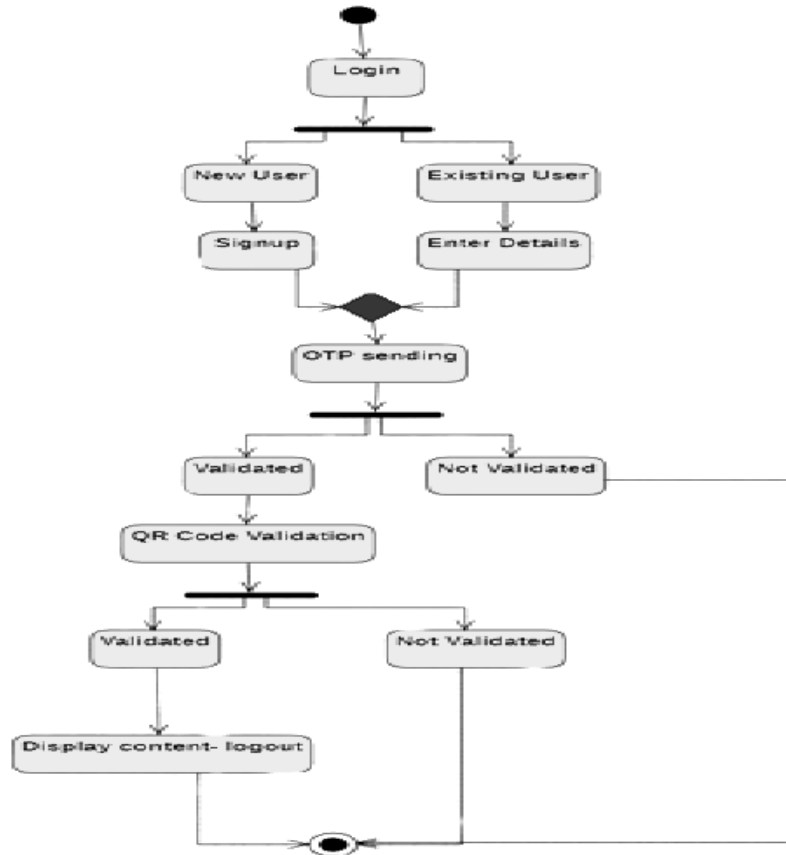 Login
New User
Existing User
Signup
Enter Details
OTP sending
Validated
Not Validated
QR Code Validation
Validated
Not Validated
Display content- logout